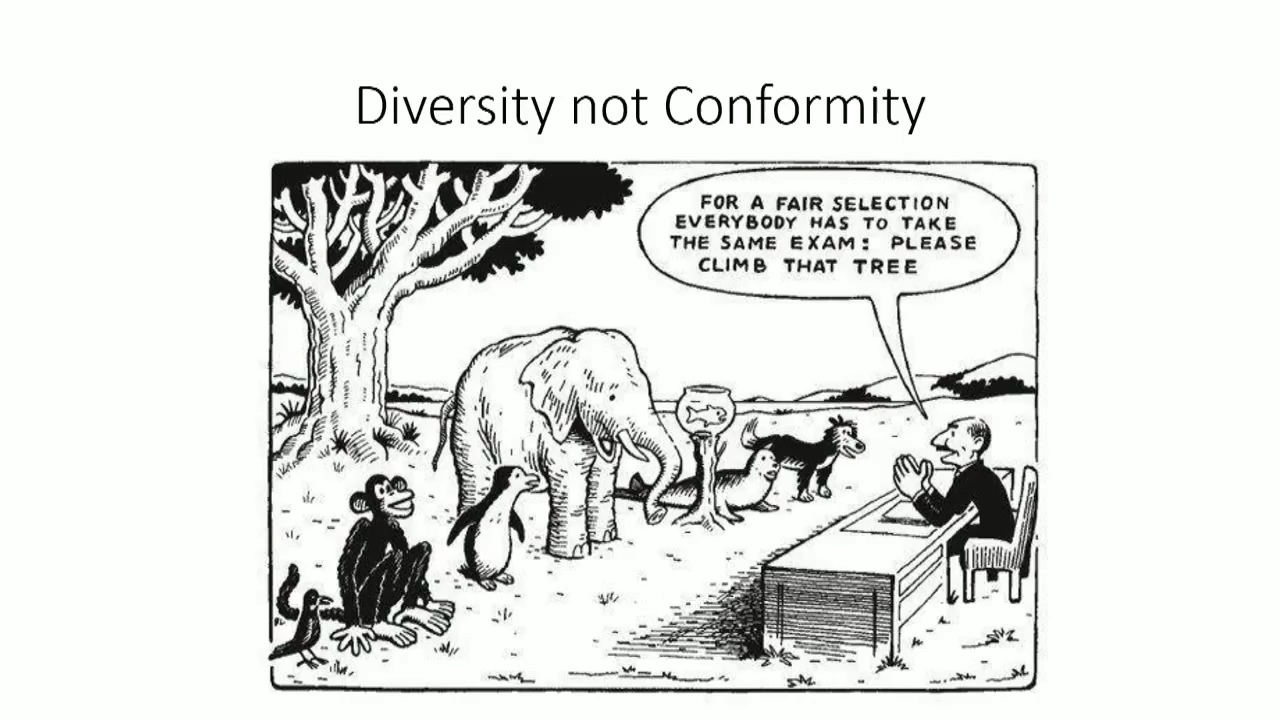 Diversity not Conformity
FOR A FAIR SELECTION
EVERYBODY HAS TO TAKE
THE SAME EXAM: PLEASE
CLIMB THAT TREE